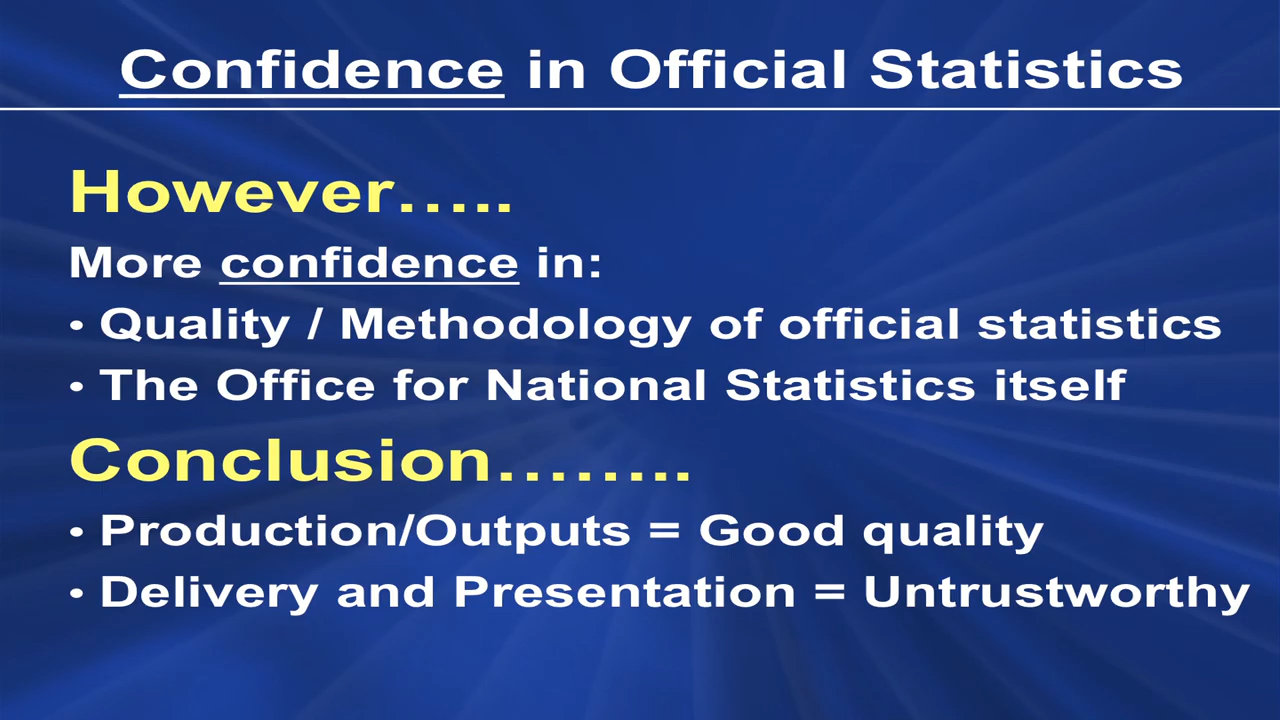 Confidence in Official Statistics
However…..
More confidence in:
• Quality / Methodology of official statistics
• The Office for National Statistics itself
Conclusion……..
• Production/Outputs = Good quality
• Delivery and Presentation = Untrustworthy